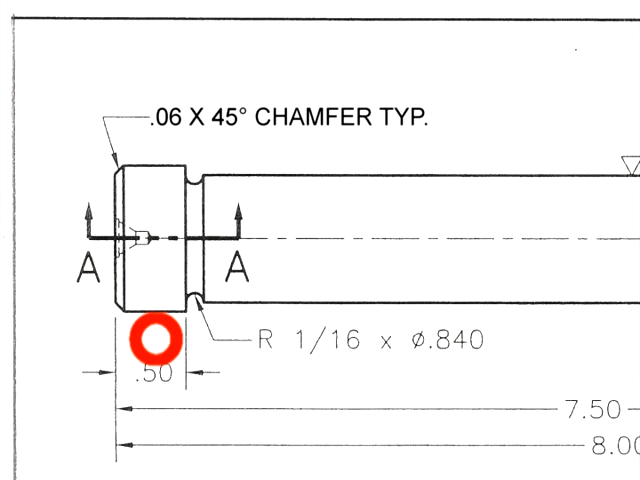 .06 X 45° CHAMFER TYP.
A A
R 1/16 x ø.840
.50
7.50
8.00